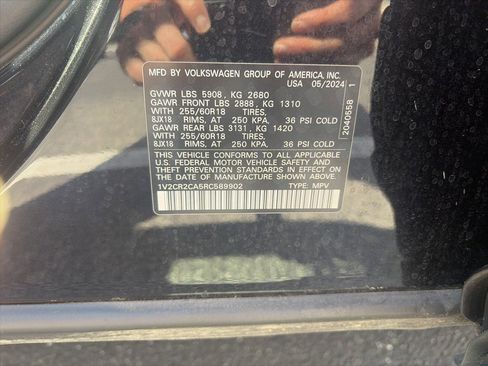 MFD BY VOLKSWAGEN GROUP OF AMERICA, INC.
USA 05/2024
GVWR LBS 5908, KG 2680
GAWR FRONT LBS 2888, KG 1310
WITH 255/60R18 TIRES,
8JX18 RIMS, AT 250 KPA, 36 PSI COLD
GAWR REAR LBS 3131, KG 1420
WITH 255/60R18 TIRES,
8JX18 RIMS, AT 250 KPA, 36 PSI COLD
THIS VEHICLE CONFORMS TO ALL APPLICABLE
U.S. FEDERAL MOTOR VEHICLE SAFETY AND
THEFT PREVENTION STANDARDS IN EFFECT ON THE
DATE OF MANUFACTURE SHOWN ABOVE.
1V2CR2CA5RC589902 TYPE: MPV
2040558 1